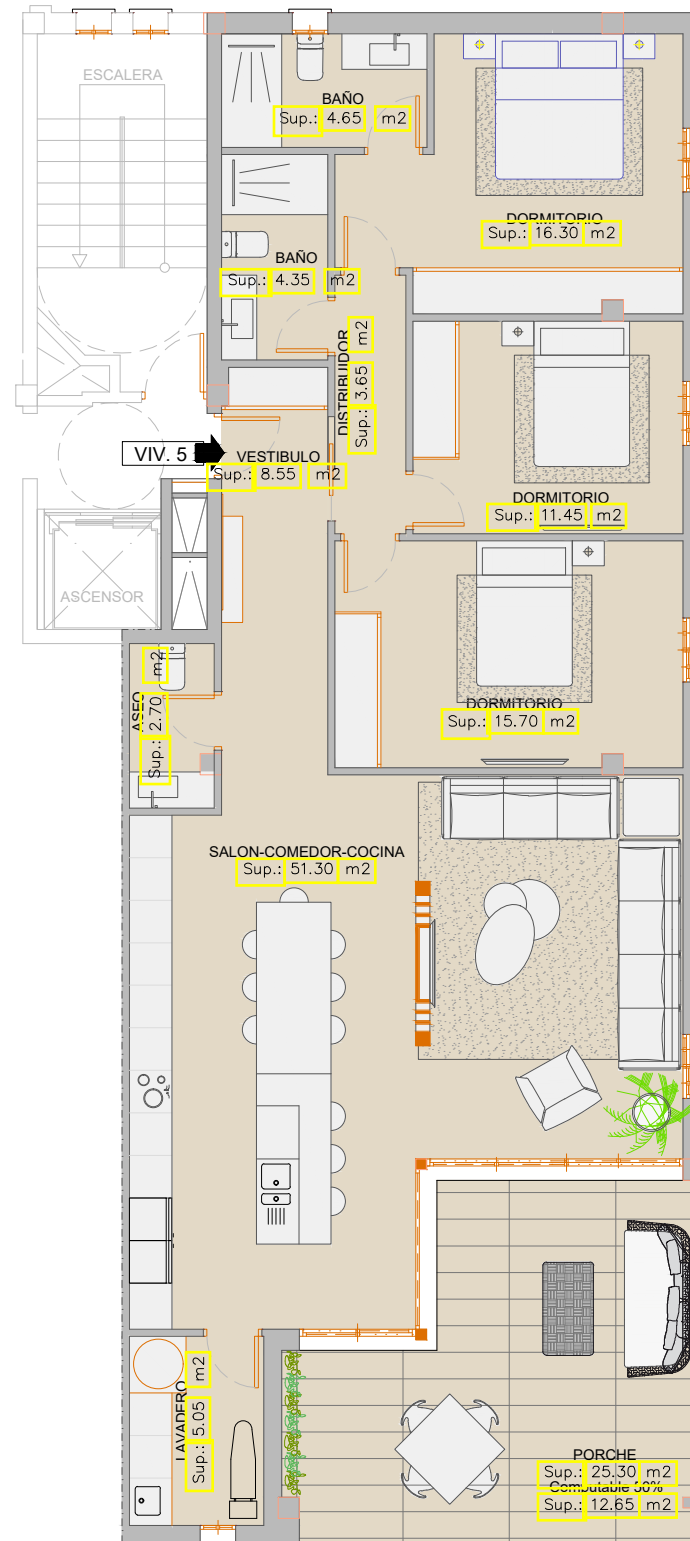 ESCALERA
BAÑO
Sup.: 4.65 m2
DORMITORIO
Sup.: 16.30 m2
BAÑO
Sup.: 4.35 m2
DISTRIBUIDOR
Sup.: 3.65 m2
VIV. 5
VESTIBULO
Sup.: 8.55 m2
DORMITORIO
Sup.: 11.45 m2
ASCENSOR
ASEO
Sup.: 2.70 m2
DORMITORIO
Sup.: 15.70 m2
SALON-COMEDOR-COCINA
Sup.: 51.30 m2
LAVADERO
Sup.: 5.05 m2
PORCHE
Sup.: 25.30 m2
Computable 50%
Sup.: 12.65 m2